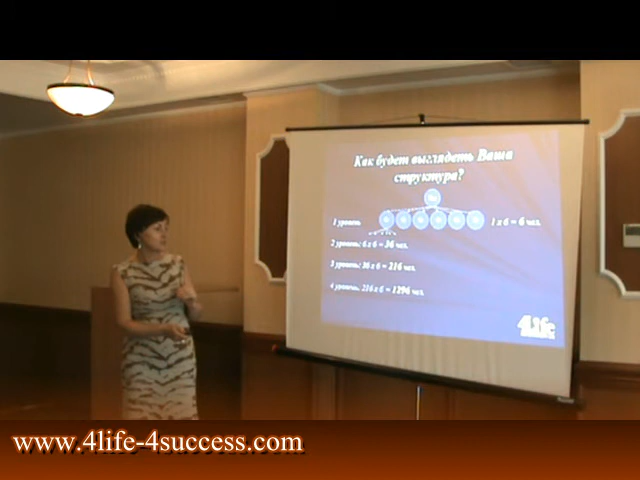 Как будет выглядеть Ваша
структура?
1 уровень
1 х 6 = 6 чел.
2 уровень: 6 х 6 = 36 чел.
3 уровень: 36 х 6 = 216 чел.
4 уровень: 216 х 6 = 1296 чел.
4Life
www.4life-4success.com